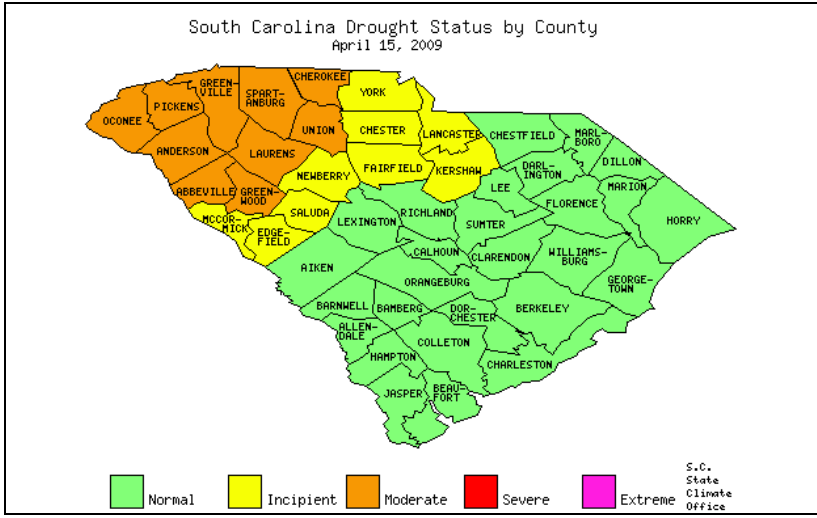 South Carolina Drought Status by County
April 15, 2009
CHEROKEE
GREEN-
VILLE
SPART-
ANBURG
YORK
PICKENS
OCONEE
UNION
CHESTER
LANCASTER
CHESTFIELD
MARL-
BORO
ANDERSON
LAURENS
DILLON
FAIRFIELD
KERSHAW
DARL-
INGTON
NEWBERRY
LEE
MARION
ABBEVILLE
GREEN-
WOOD
FLORENCE
SALUDA
RICHLAND
HORRY
MCCOR-
MICK
LEXINGTON
SUMTER
EDGE-
FIELD
CALHOUN
CLARENDON
WILLIAMS-
BURG
AIKEN
ORANGEBURG
GEORGE-
TOWN
BARNWELL
BAMBERG
DOR-
CHESTER
BERKELEY
ALLEN-
DALE
COLLETON
HAMPTON
CHARLESTON
JASPER
BEAU-
FORT
Normal
Incipient
Moderate
Severe
Extreme
S.C.
State
Climate
Office